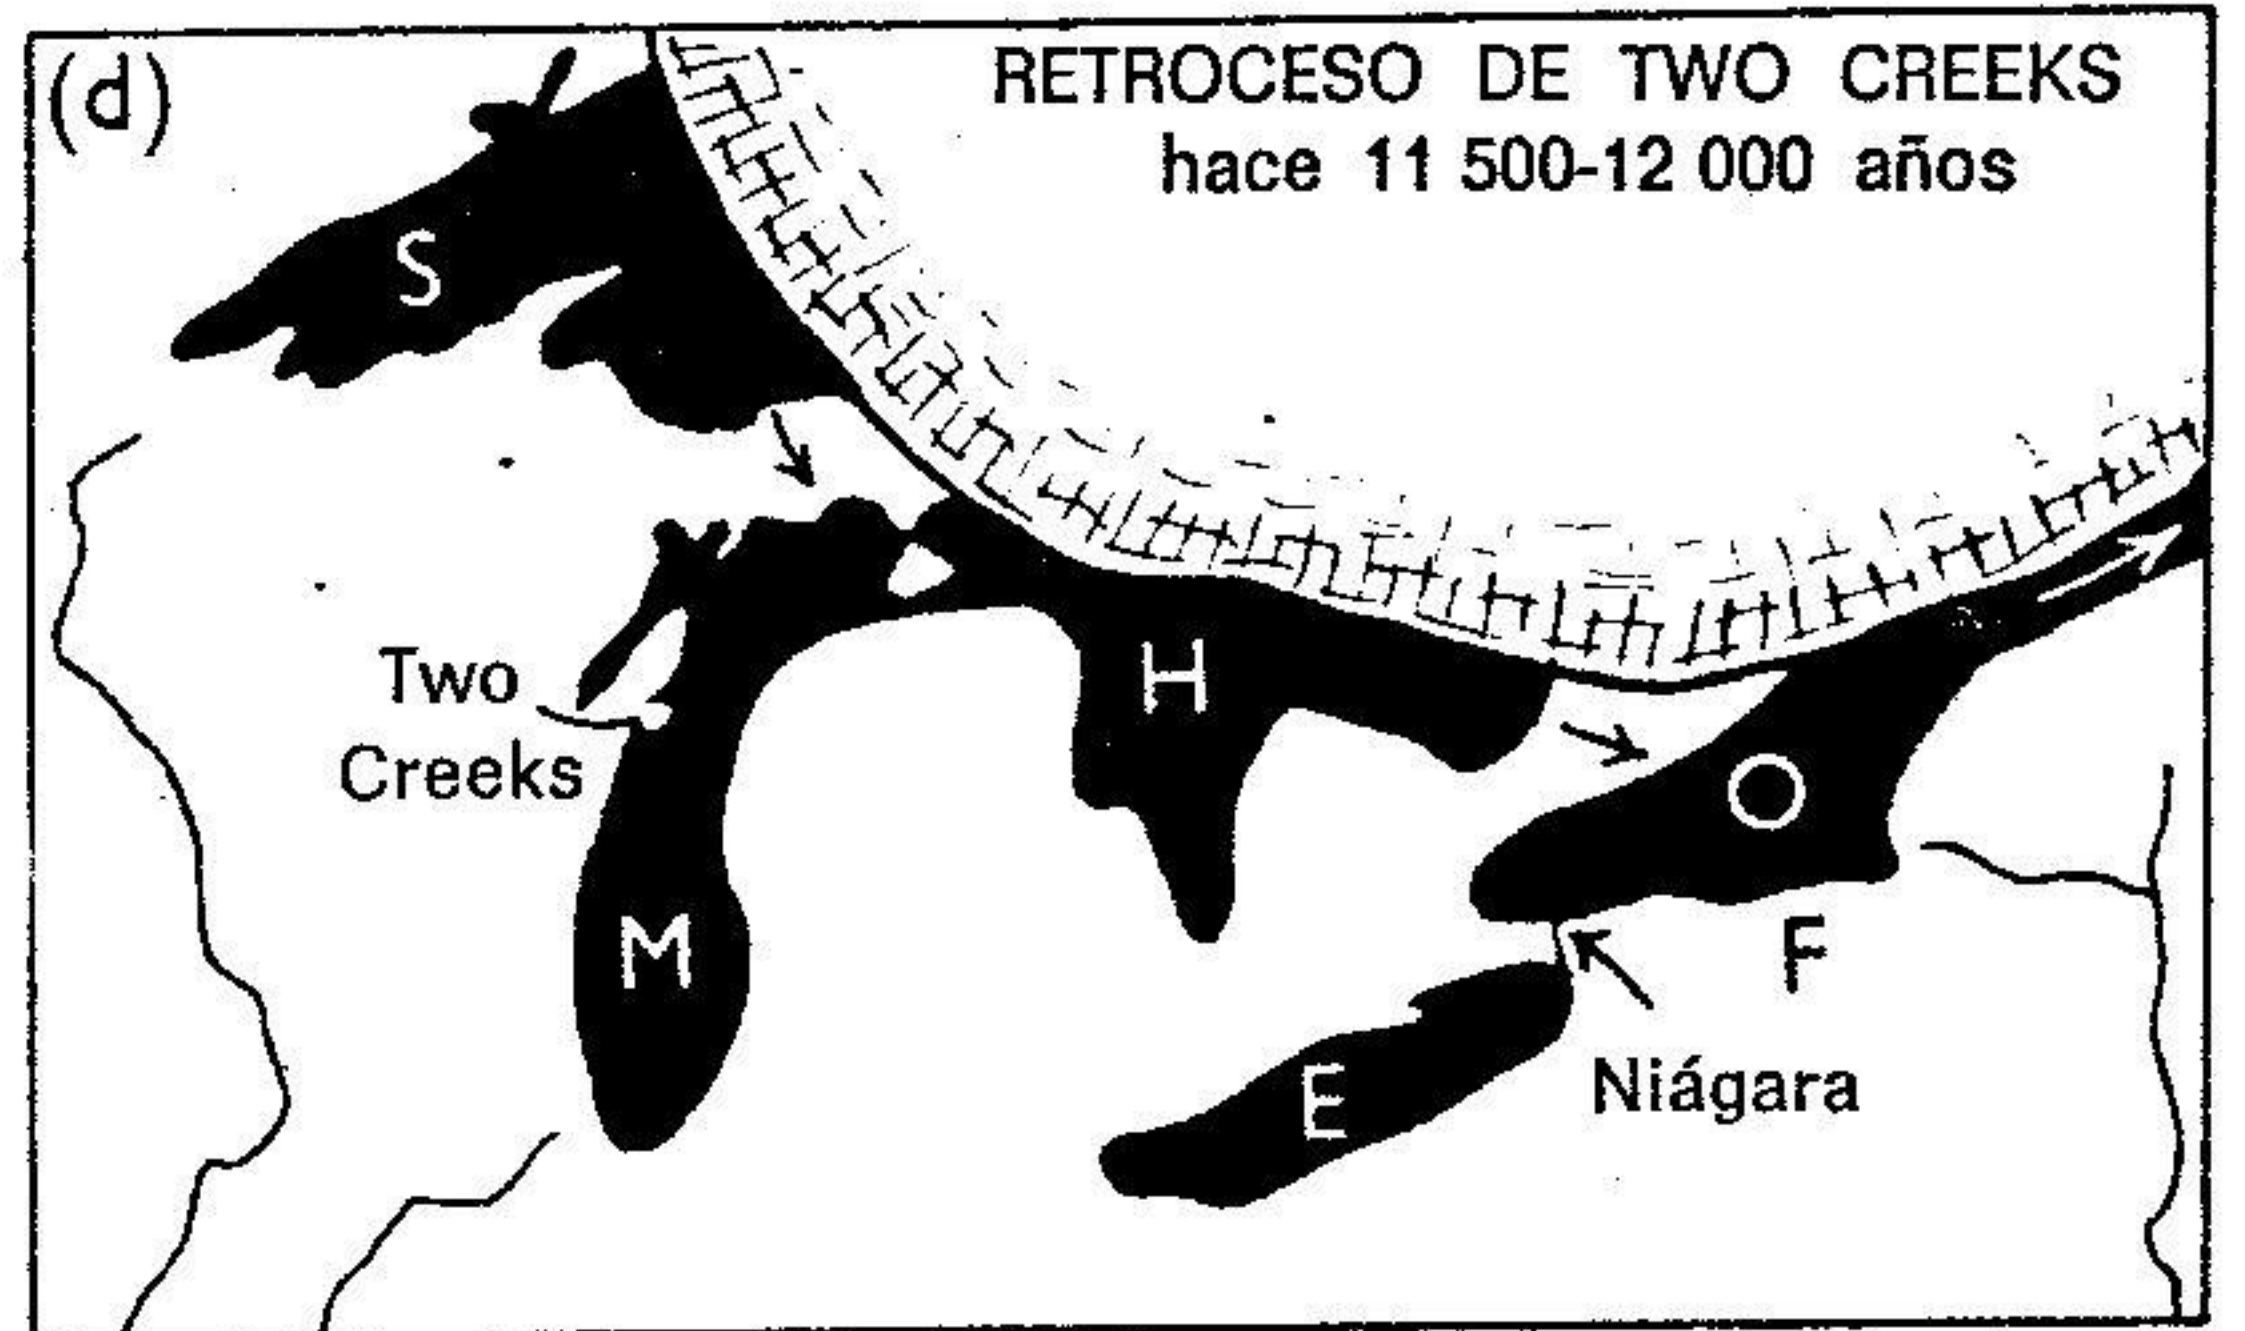 (d)
RETROCESO DE TWO CREEKS
hace 11 500-12 000 años
S
Two
Creeks
H
O
M
F
E
Niágara